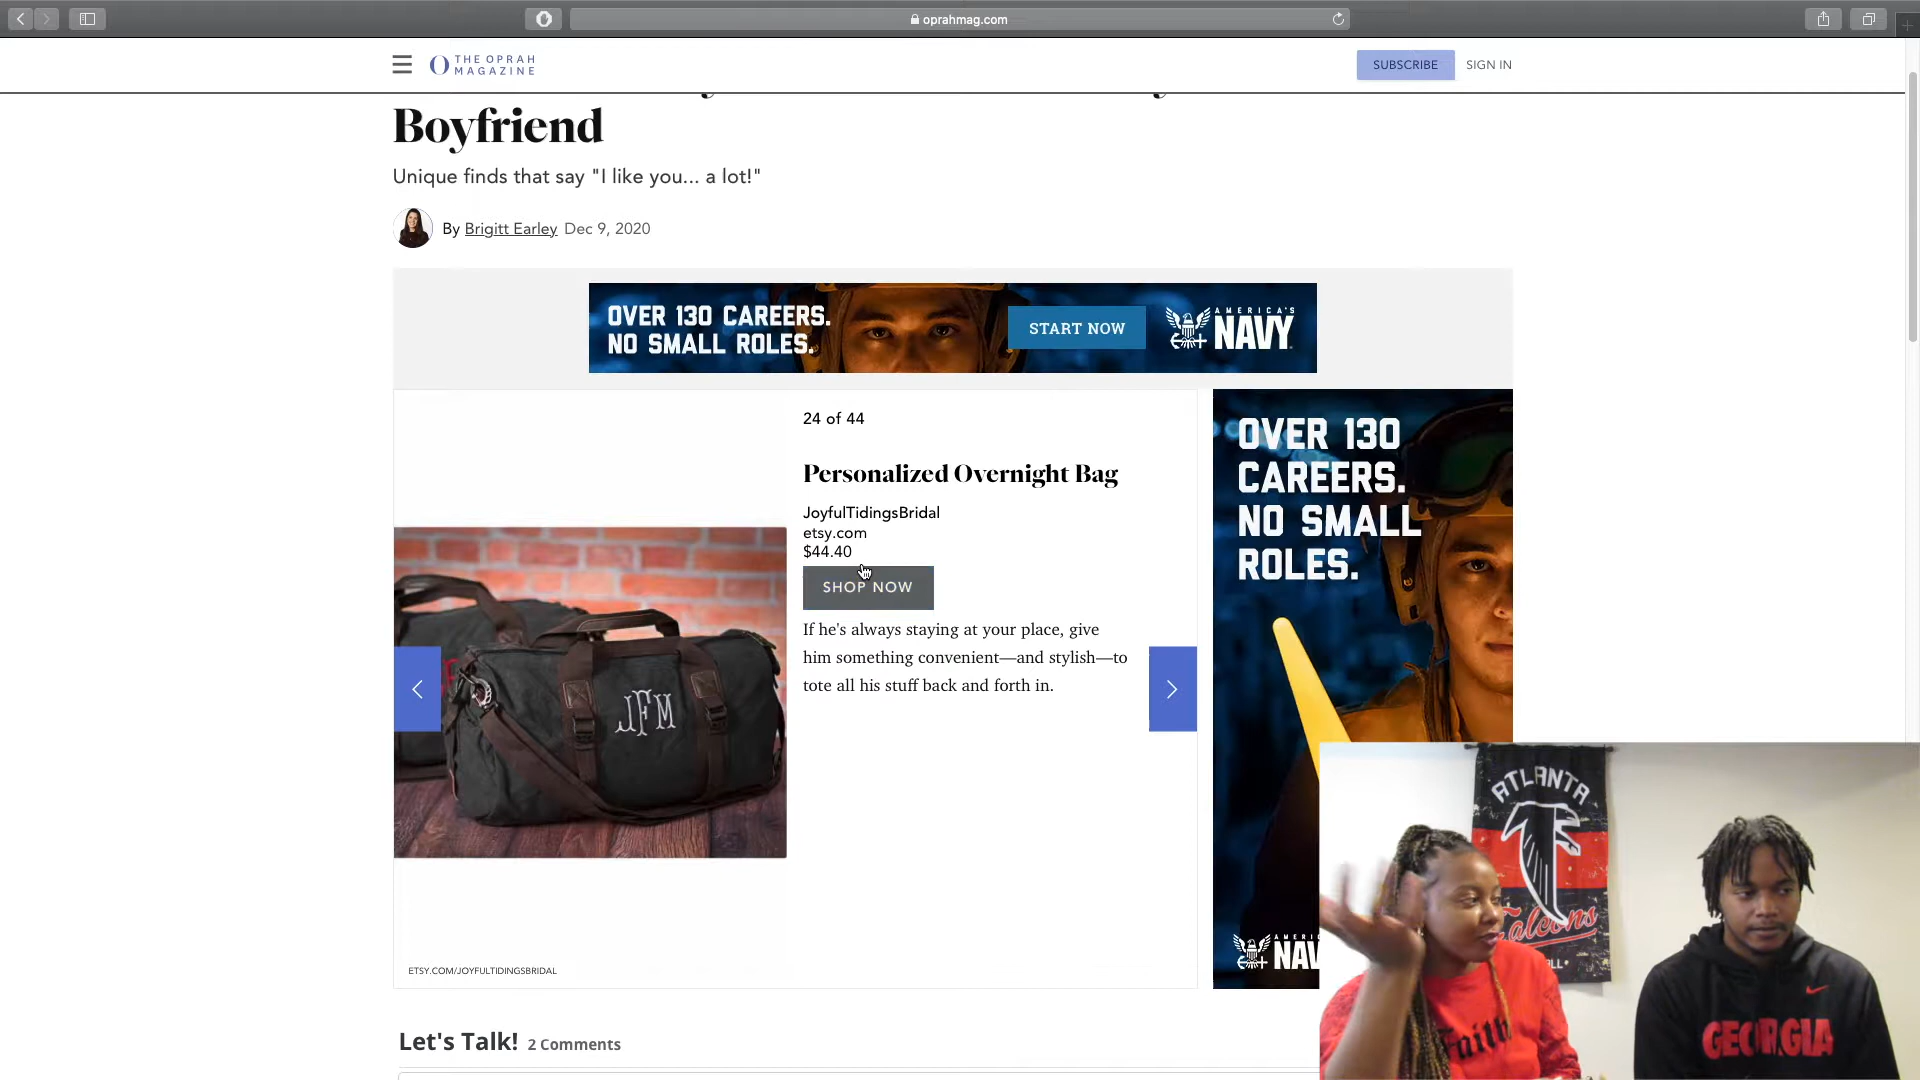 oprahmag.com
THE OPRAH
MAGAZINE
SUBSCRIBE
SIGN IN
Boyfriend
Unique finds that say "I like you... a lot!"
By Brigitt Earley Dec 9, 2020
OVER 130 CAREERS.
NO SMALL ROLES.
START NOW
AMERICA'S
NAVY
24 of 44
Personalized Overnight Bag
JoyfulTidingsBridal
etsy.com
$44.40
SHOP NOW
If he's always staying at your place, give
him something convenient—and stylish—to
tote all his stuff back and forth in.
JFM
ETSY.COM/JOYFULTIDINGSBRIDAL
OVER 130
CAREERS.
NO SMALL
ROLES.
ATLANTA
Falcons
Faith
GEORGIA
Let's Talk! 2 Comments